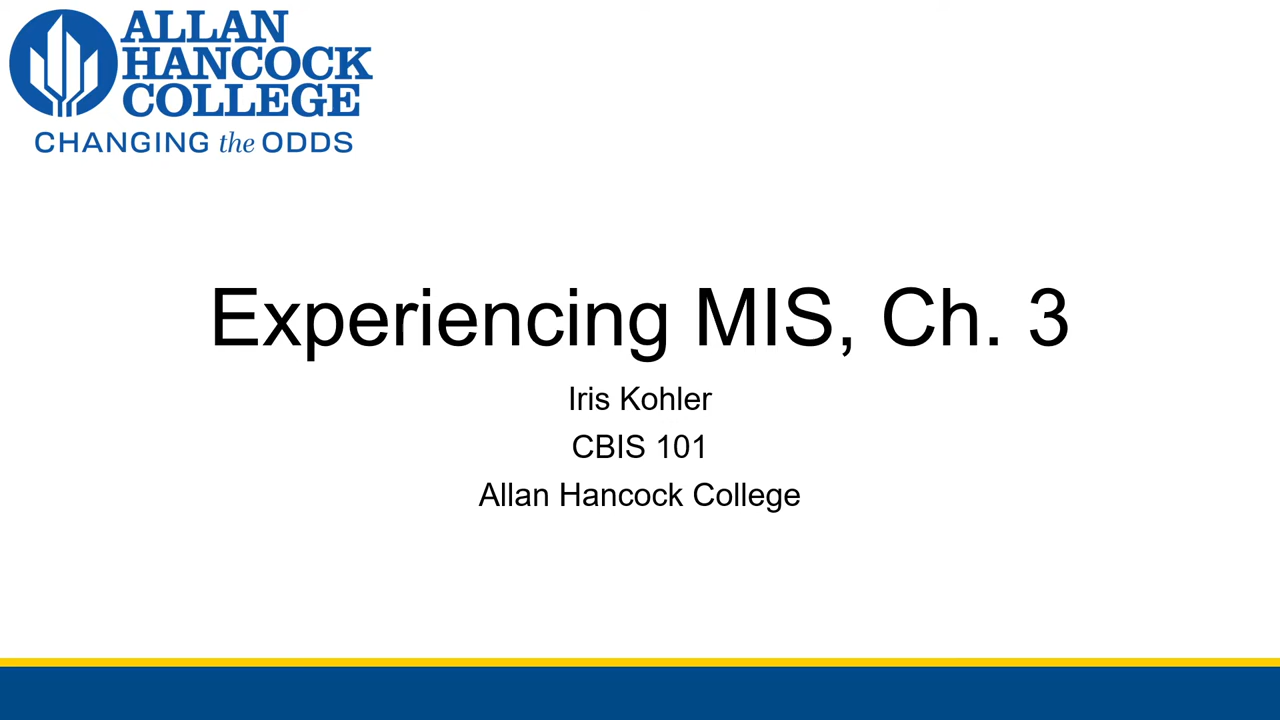 ALLAN
HANCOCK
COLLEGE
CHANGING the ODDS
Experiencing MIS, Ch. 3
Iris Kohler
CBIS 101
Allan Hancock College